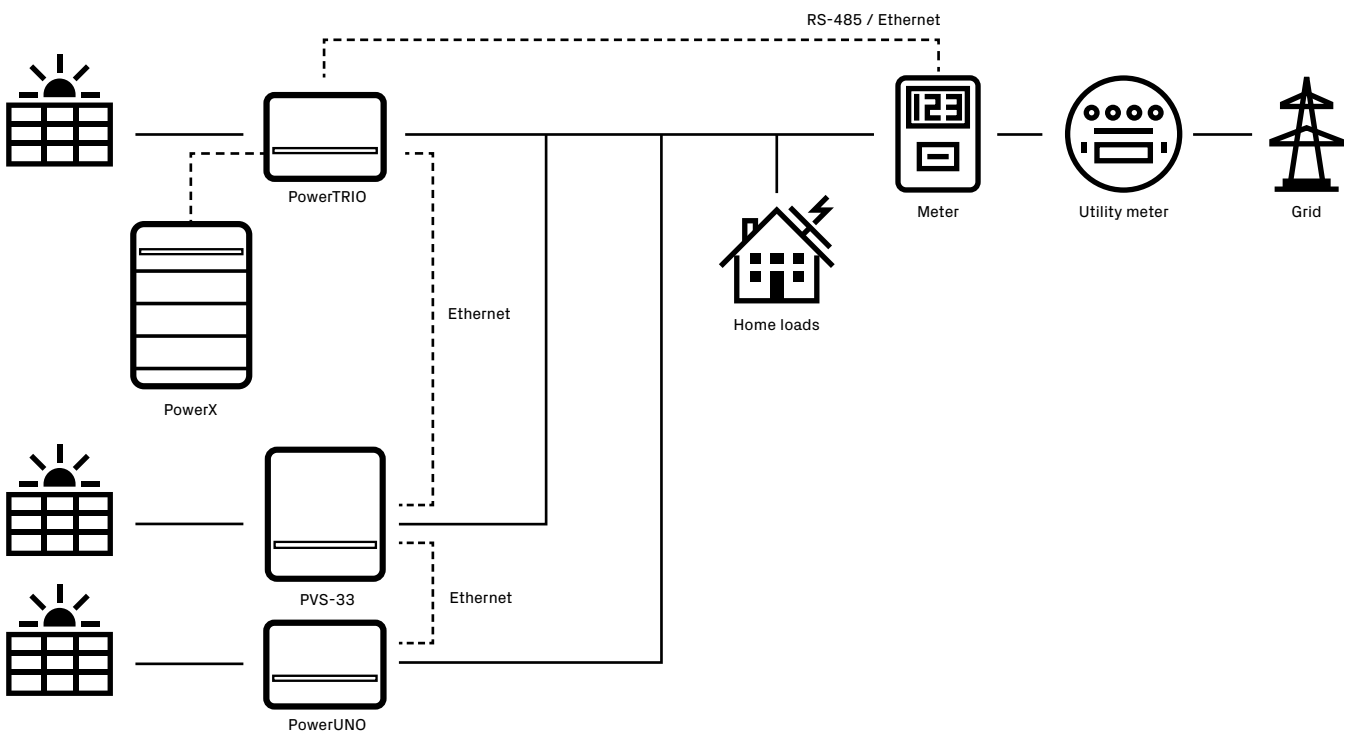 RS-485 / Ethernet
123
PowerTRIO
Meter
Utility meter
Grid
Ethernet
Home loads
PowerX
PVS-33
Ethernet
PowerUNO